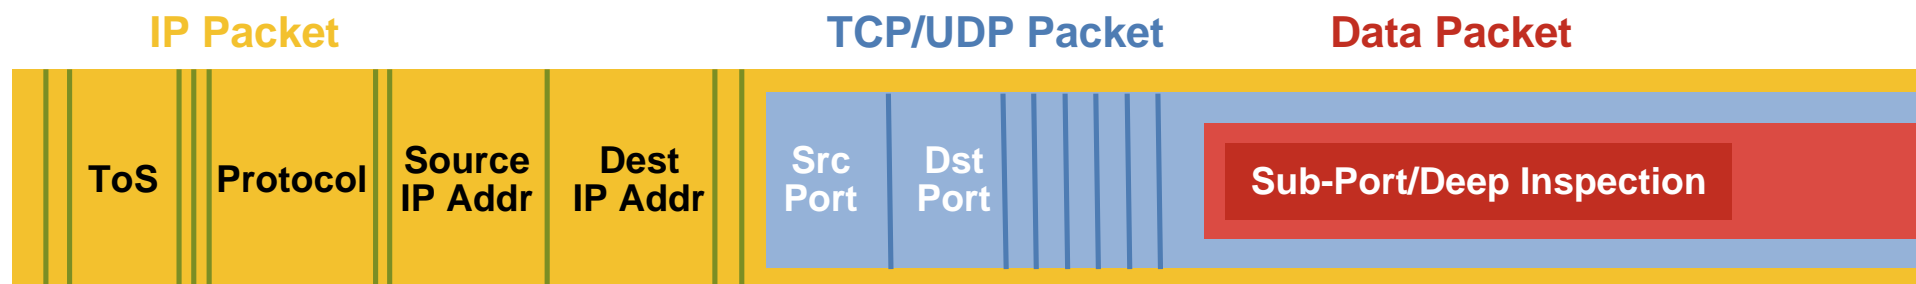 IP Packet
TCP/UDP Packet
Data Packet
ToS
Protocol
Source
IP Addr
Dest
IP Addr
Src
Port
Dst
Port
Sub-Port/Deep Inspection